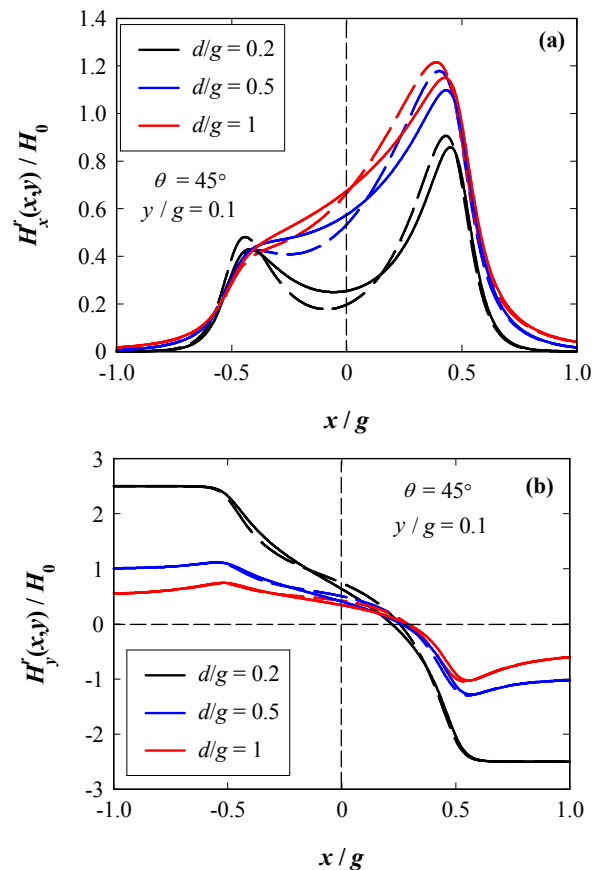 1.4
(a)
1.2
1.0
0.8
0.6
0.4
0.2
0
d/g = 0.2
d/g = 0.5
d/g = 1
θ = 45°
y / g = 0.1
H_x^r(x,y) / H_0
-1.0 -0.5 0 0.5 1.0
x / g
3
2
1
0
-1
-2
-3
θ = 45°
(b)
y / g = 0.1
H_y^r(x,y) / H_0
d/g = 0.2
d/g = 0.5
d/g = 1
-1.0 -0.5 0 0.5 1.0
x / g